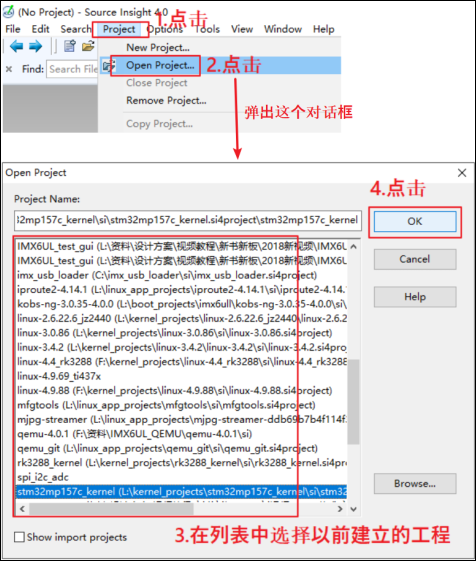 (No Project) - Source Insight 4.0
1.点击
File Edit Search Project Options Tools View Window Help
New Project...
Find: Search File
Open Project...
2.点击
Close Project
Remove Project...
Copy Project...
弹出这个对话框
Open Project
4.点击
Project Name:
32mp157c_kernel\si\stm32mp157c_kernel.si4project\stm32mp157c_kernel
OK
IMX6UL_test_gui (L:\资料\设计方案\视频教程\新书新板\2018新视频\IMX6U
IMX6UL_test_gui (L:\资料\设计方案\视频教程\新书新板\2018新视频\IMX6U
imx_usb_loader (C:\imx_usb_loader\si\imx_usb_loader.si4project)
Cancel
iproute2-4.14.1 (L:\linux_app_projects\iproute2-4.14.1\si\iproute2-4.14.1
kobs-ng-3.0.35-4.0.0 (L:\boot_projects\imx6ull\kobs-ng-3.0.35-4.0.0\si\
linux-2.6.22.6_jz2440 (L:\kernel_projects\linux-2.6.22.6_jz2440\si\linux-2
Help
linux-3.0.86 (L:\kernel_projects\linux-3.0.86\si\linux-3.0.86.si4project)
linux-3.4.2 (L:\kernel_projects\linux-3.4.2\linux-3.4.2\si\linux-3.4.2.si4proje
linux-4.4_rk3288 (F:\kernel_projects\linux-4.4_rk3288\si\linux-4.4_rk3288
linux-4.9.69_ti437x
linux-4.9.88 (F:\kernel_projects\linux-4.9.88\si\linux-4.9.88.si4project)
mfgtools (L:\linux_app_projects\mfgtools\si\mfgtools.si4project)
mjpg-streamer (L:\linux_app_projects\mjpg-streamer-ddb69b7b4f114f3
qemu-4.0.1 (F:\资料\IMX6UL_QEMU\qemu-4.0.1\si)
qemu_git (L:\linux_app_projects\qemu_git\si\qemu_git.si4project)
rk3288_kernel (L:\kernel_projects\rk3288_kernel\si\rk3288_kernel.si4proje
spi_i2c_adc
Browse...
stm32mp157c_kernel (L:\kernel_projects\stm32mp157c_kernel\si\stm32
3.在列表中选择以前建立的工程
Show import projects